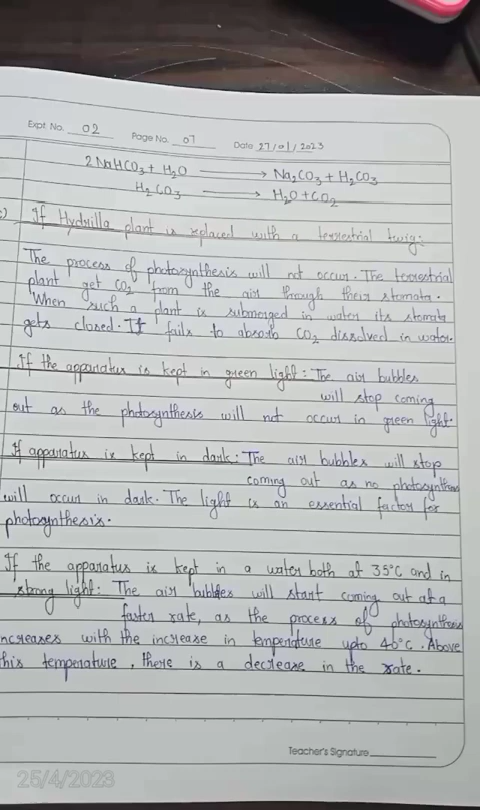 Expt No. 02 Page No. 07 Date 27/01/2023
2NaHCO₃ + H₂O ⟶ Na₂CO₃ + H₂CO₃
H₂CO₃ ⟶ H₂O + CO₂
If Hydrilla plant is replaced with a terrestrial twig:
The process of photosynthesis will not occur. The terrestrial
plant get CO₂ from the air through their stomata.
When such a plant is submerged in water its stomata
gets closed. It fails to absorb CO₂ dissolved in water.
If the apparatus is kept in green light: The air bubbles
will stop coming
out as the photosynthesis will not occur in green light.
If apparatus is kept in dark: The air bubbles will stop
coming out as no photosynthesis
will occur in dark. The light is an essential factor for
photosynthesis.
If the apparatus is kept in a water both at 35°C and in
strong light: The air bubbles will start coming out at a
faster rate, as the process of photosynthesis
increases with the increase in temperature upto 40°C. Above
this temperature, there is a decrease in the rate.
Teacher's Signature
25/4/2023